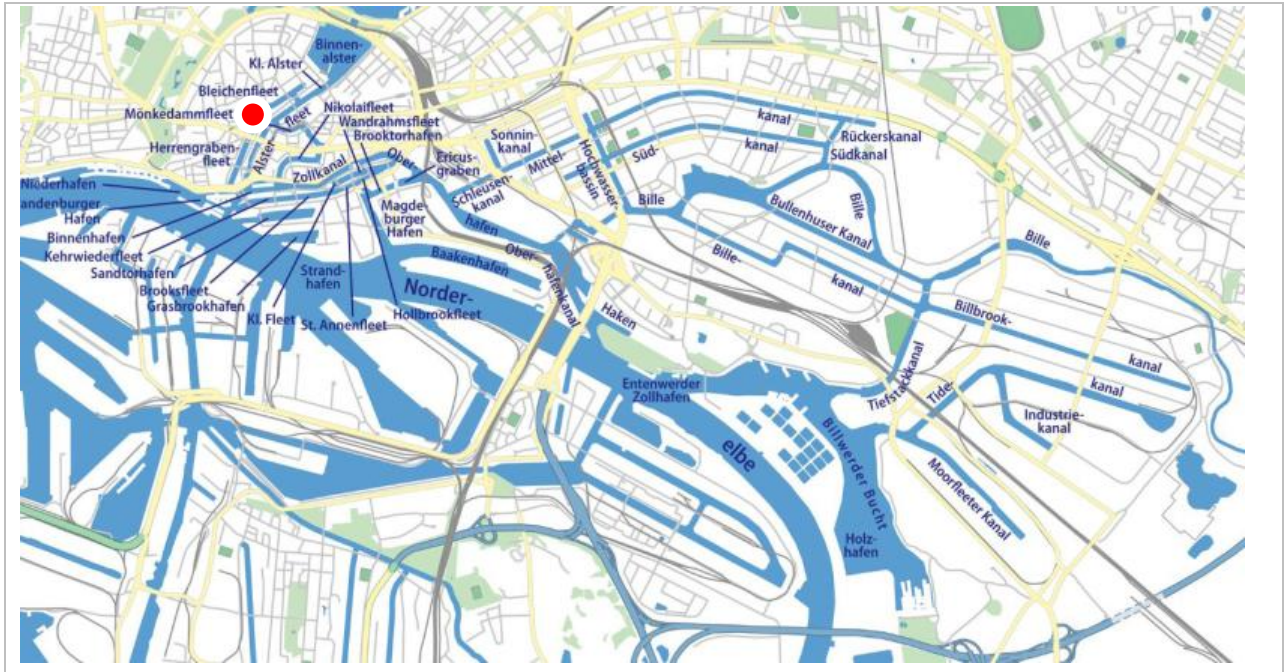 Binnen-
alster
Kl. Alster
Bleichenfleet
Mönkedammfleet
fleet
Nikolaifleet
Wandrahmsfleet
Brooktorhafen
Herrengraben-
fleet
Alster
Zollkanal
Ober-
Ericus-
graben
Sonnin-
kanal
Mittel-
Hochwasser-
bassin
Süd-
kanal
kanal
Rückerskanal
Südkanal
Niederhafen
andenburger
Hafen
Binnenhafen
Kehrwiederfleet
Sandtorhafen
Brooksfleet
Grasbrookhafen
Kl. Fleet
St. Annenfleet
Strand-
hafen
Magde-
burger
Hafen
Schleusen-
kanal
hafen
Baakenhafen
Norder-
Hollbrookfleet
Ober-
hafenkanal
Haken
Bille
Bullenhuser Kanal
Bille
Bille-
kanal
Bille
Billbrook-
kanal
kanal
Tiefstackkanal
Tide-
Industrie-
kanal
Entenwerder
Zollhafen
elbe
Billwerder Bucht
Moorfleeter Kanal
Holz-
hafen